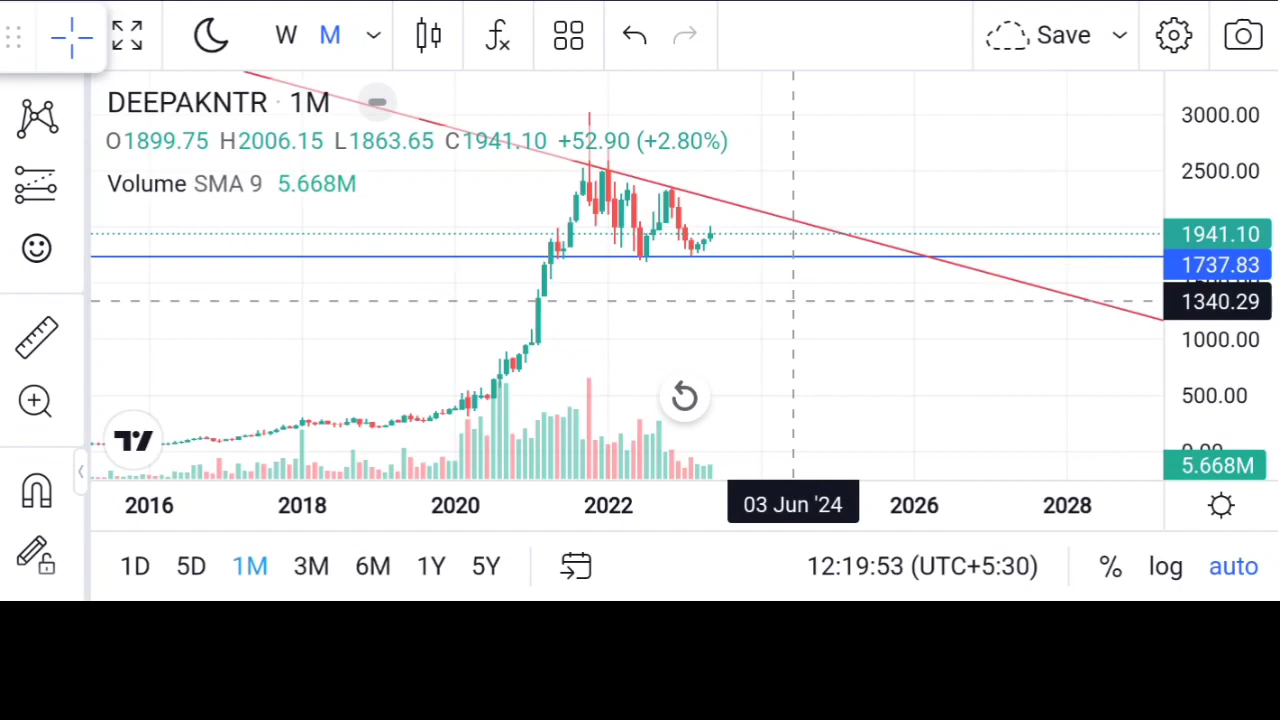 W M Save
DEEPAKNTR · 1M
O1899.75 H2006.15 L1863.65 C1941.10 +52.90 (+2.80%)
Volume SMA 9 5.668M
3000.00
2500.00
1941.10
1737.83
1340.29
1000.00
500.00
0.00
5.668M
2016 2018 2020 2022 03 Jun '24 2026 2028
1D 5D 1M 3M 6M 1Y 5Y 12:19:53 (UTC+5:30) % log auto